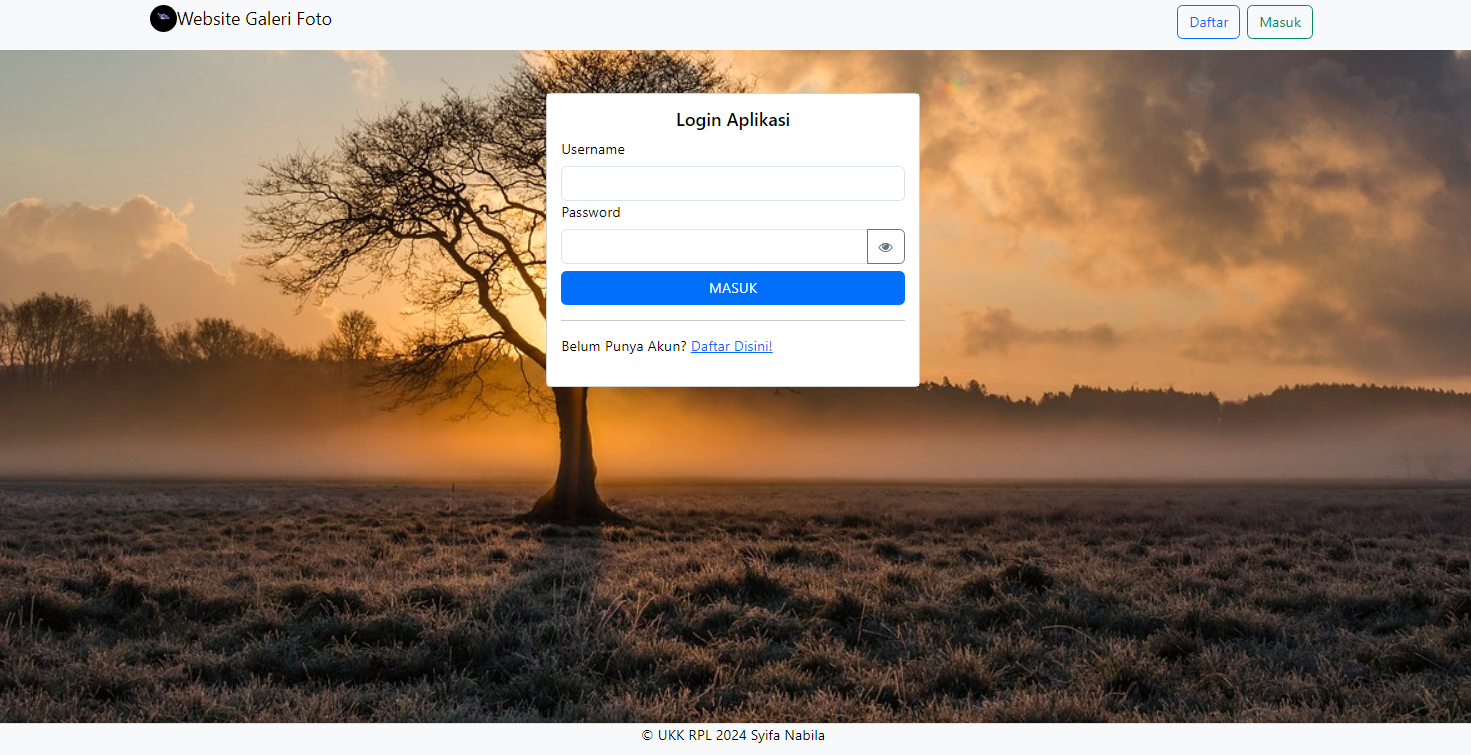 Website Galeri Foto
Daftar
Masuk
Login Aplikasi
Username
Password
MASUK
Belum Punya Akun? Daftar Disini!
© UKK RPL 2024 Syifa Nabila